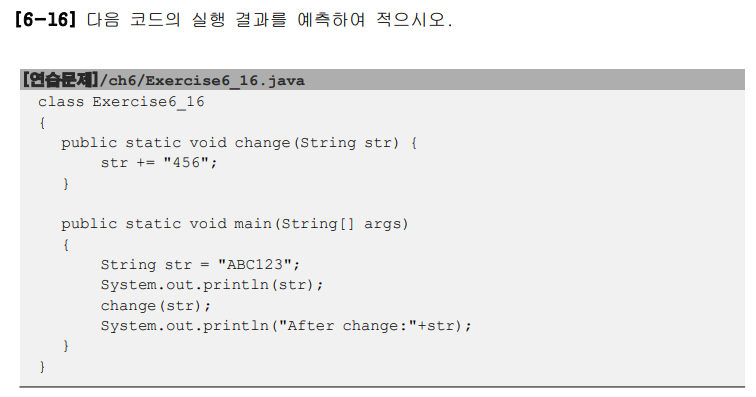 [6-16] 다음 코드의 실행 결과를 예측하여 적으시오.
[연습문제]/ch6/Exercise6_16.java
class Exercise6_16
{
public static void change(String str) {
str += "456";
}
public static void main(String[] args)
{
String str = "ABC123";
System.out.println(str);
change(str);
System.out.println("After change:"+str);
}
}